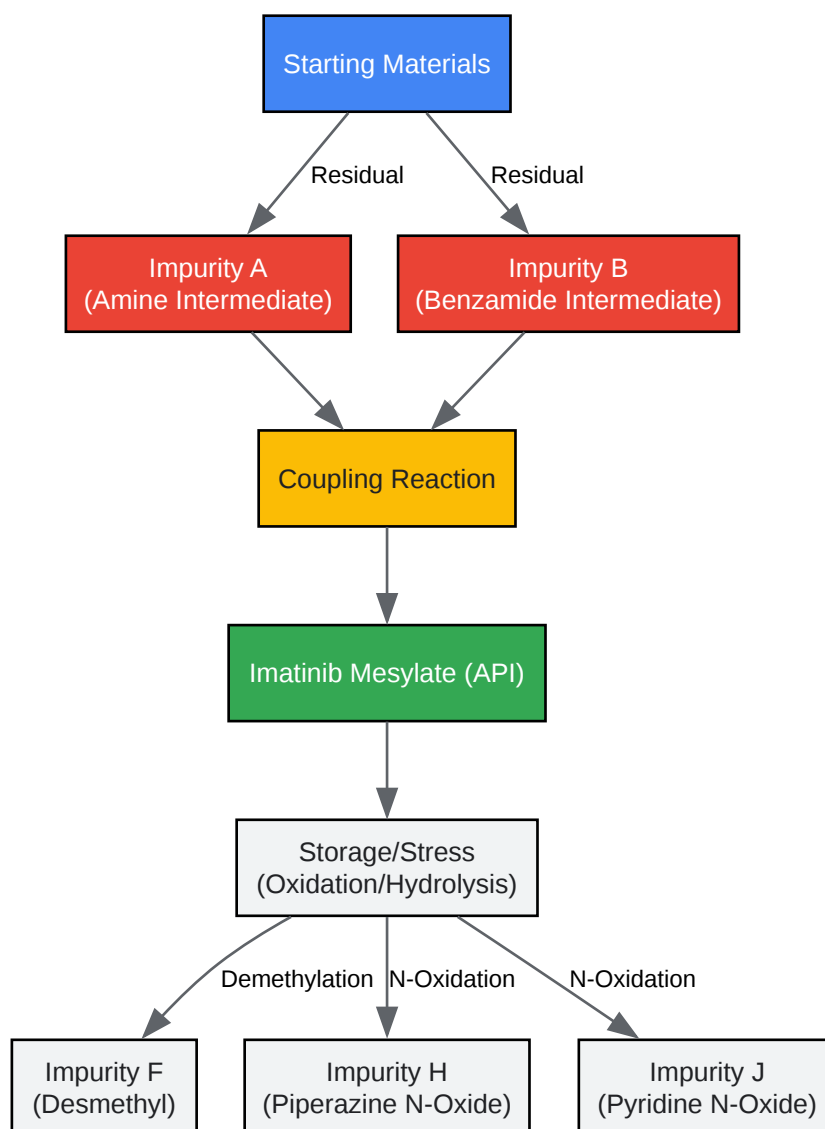 Starting Materials
Residual
Residual
Impurity A
(Amine Intermediate)
Impurity B
(Benzamide Intermediate)
Coupling Reaction
Imatinib Mesylate (API)
Storage/Stress
(Oxidation/Hydrolysis)
Demethylation
N-Oxidation
N-Oxidation
Impurity F
(Desmethyl)
Impurity H
(Piperazine N-Oxide)
Impurity J
(Pyridine N-Oxide)